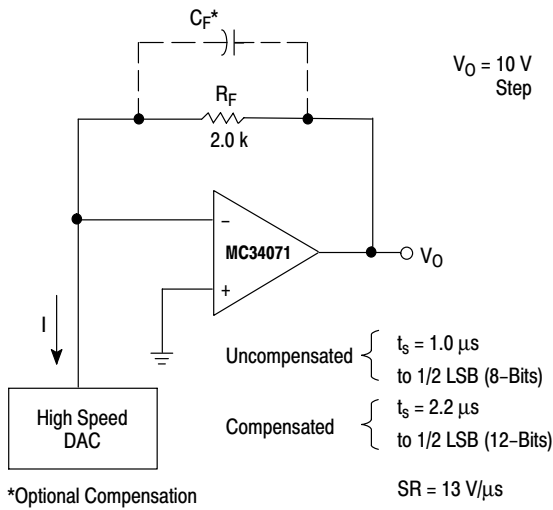 C_F*
V_O = 10 V
Step
R_F
2.0 k
−
MC34071
V_O
+
I
Uncompensated
t_s = 1.0 μs
to 1/2 LSB (8−Bits)
High Speed
DAC
Compensated
t_s = 2.2 μs
to 1/2 LSB (12−Bits)
*Optional Compensation
SR = 13 V/μs